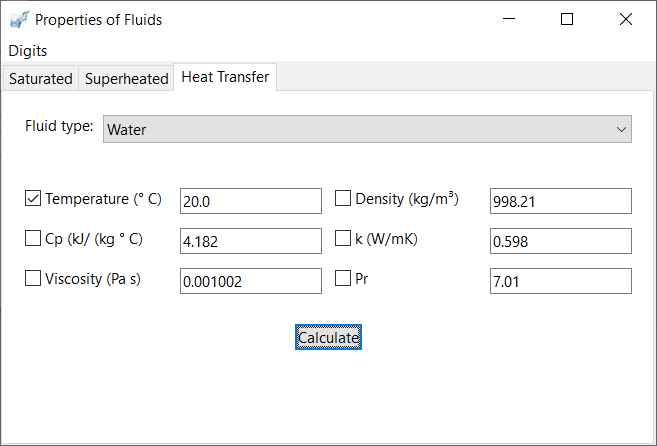 Properties of Fluids
Digits
Saturated Superheated Heat Transfer
Fluid type: Water
Temperature (° C) 20.0 Density (kg/m³) 998.21
Cp (kJ/ (kg ° C) 4.182 k (W/mK) 0.598
Viscosity (Pa s) 0.001002 Pr 7.01
Calculate